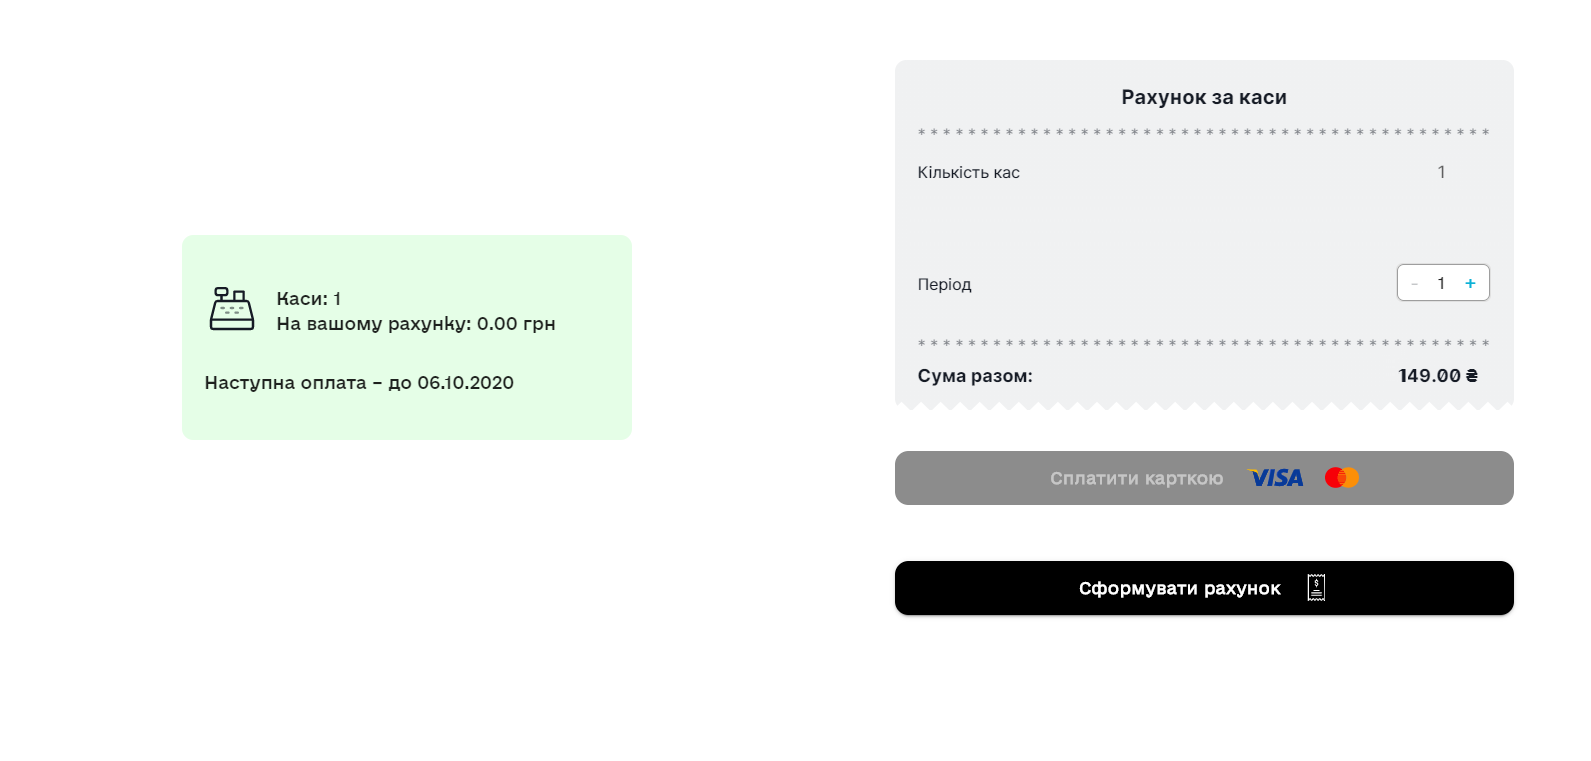 Каси: 1
На вашому рахунку: 0.00 грн
Наступна оплата – до 06.10.2020
Рахунок за каси
* * * * * * * * * * * * * * * * * * * * * * * * * * * * * * * * * * * * * * * * * * * * * *
Кількість кас 1
Період - 1 +
* * * * * * * * * * * * * * * * * * * * * * * * * * * * * * * * * * * * * * * * * * * * * *
Сума разом: 149.00 ₴
Сплатити карткою VISA
Сформувати рахунок